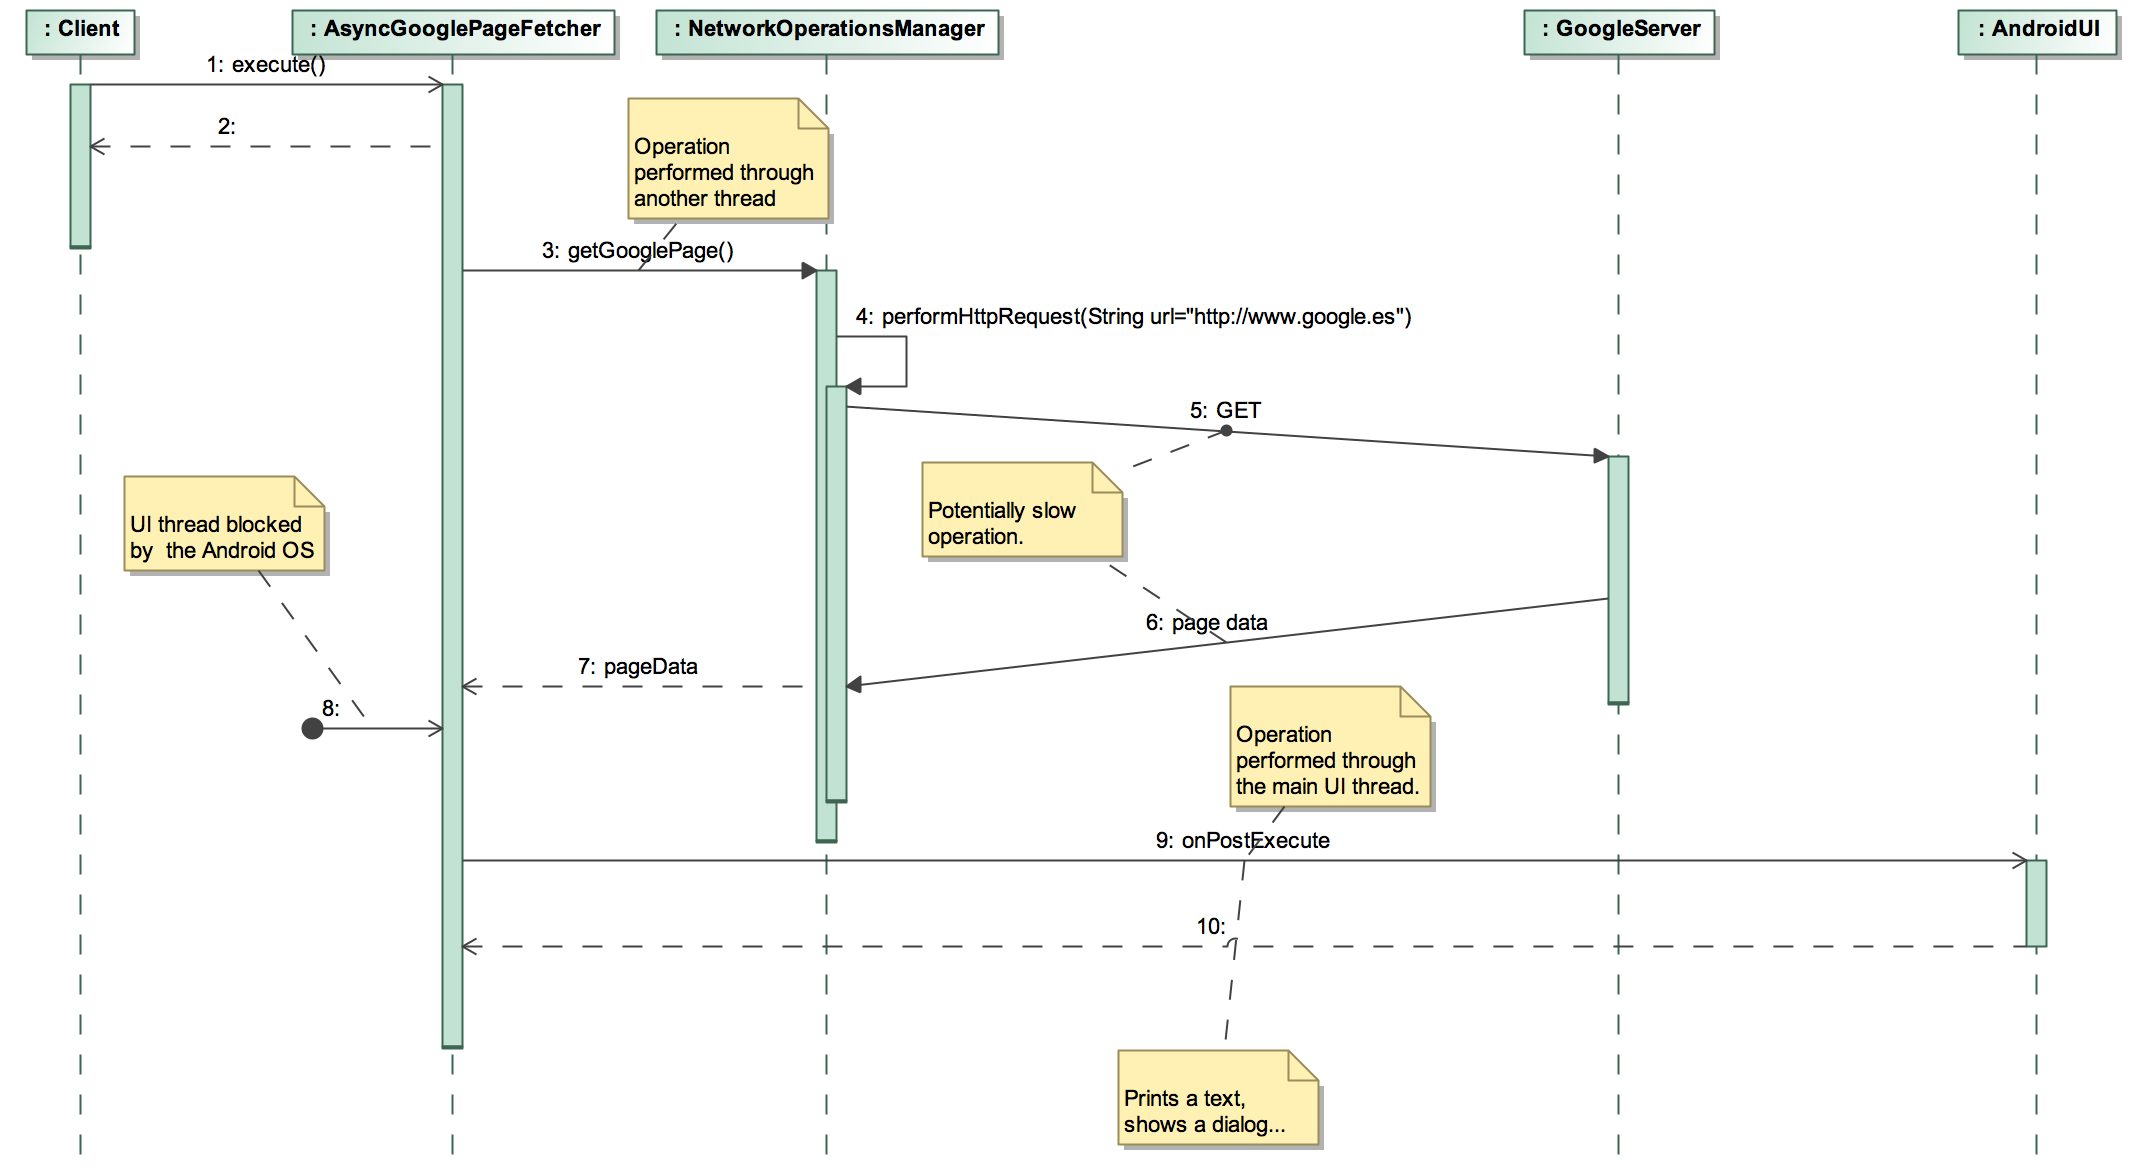 : Client
: AsyncGooglePageFetcher
: NetworkOperationsManager
: GoogleServer
: AndroidUI
1: execute()
2:
Operation
performed through
another thread
3: getGooglePage()
4: performHttpRequest(String url="http://www.google.es")
5: GET
UI thread blocked
by  the Android OS
Potentially slow
operation.
6: page data
7: pageData
8:
Operation
performed through
the main UI thread.
9: onPostExecute
10:
Prints a text,
shows a dialog...